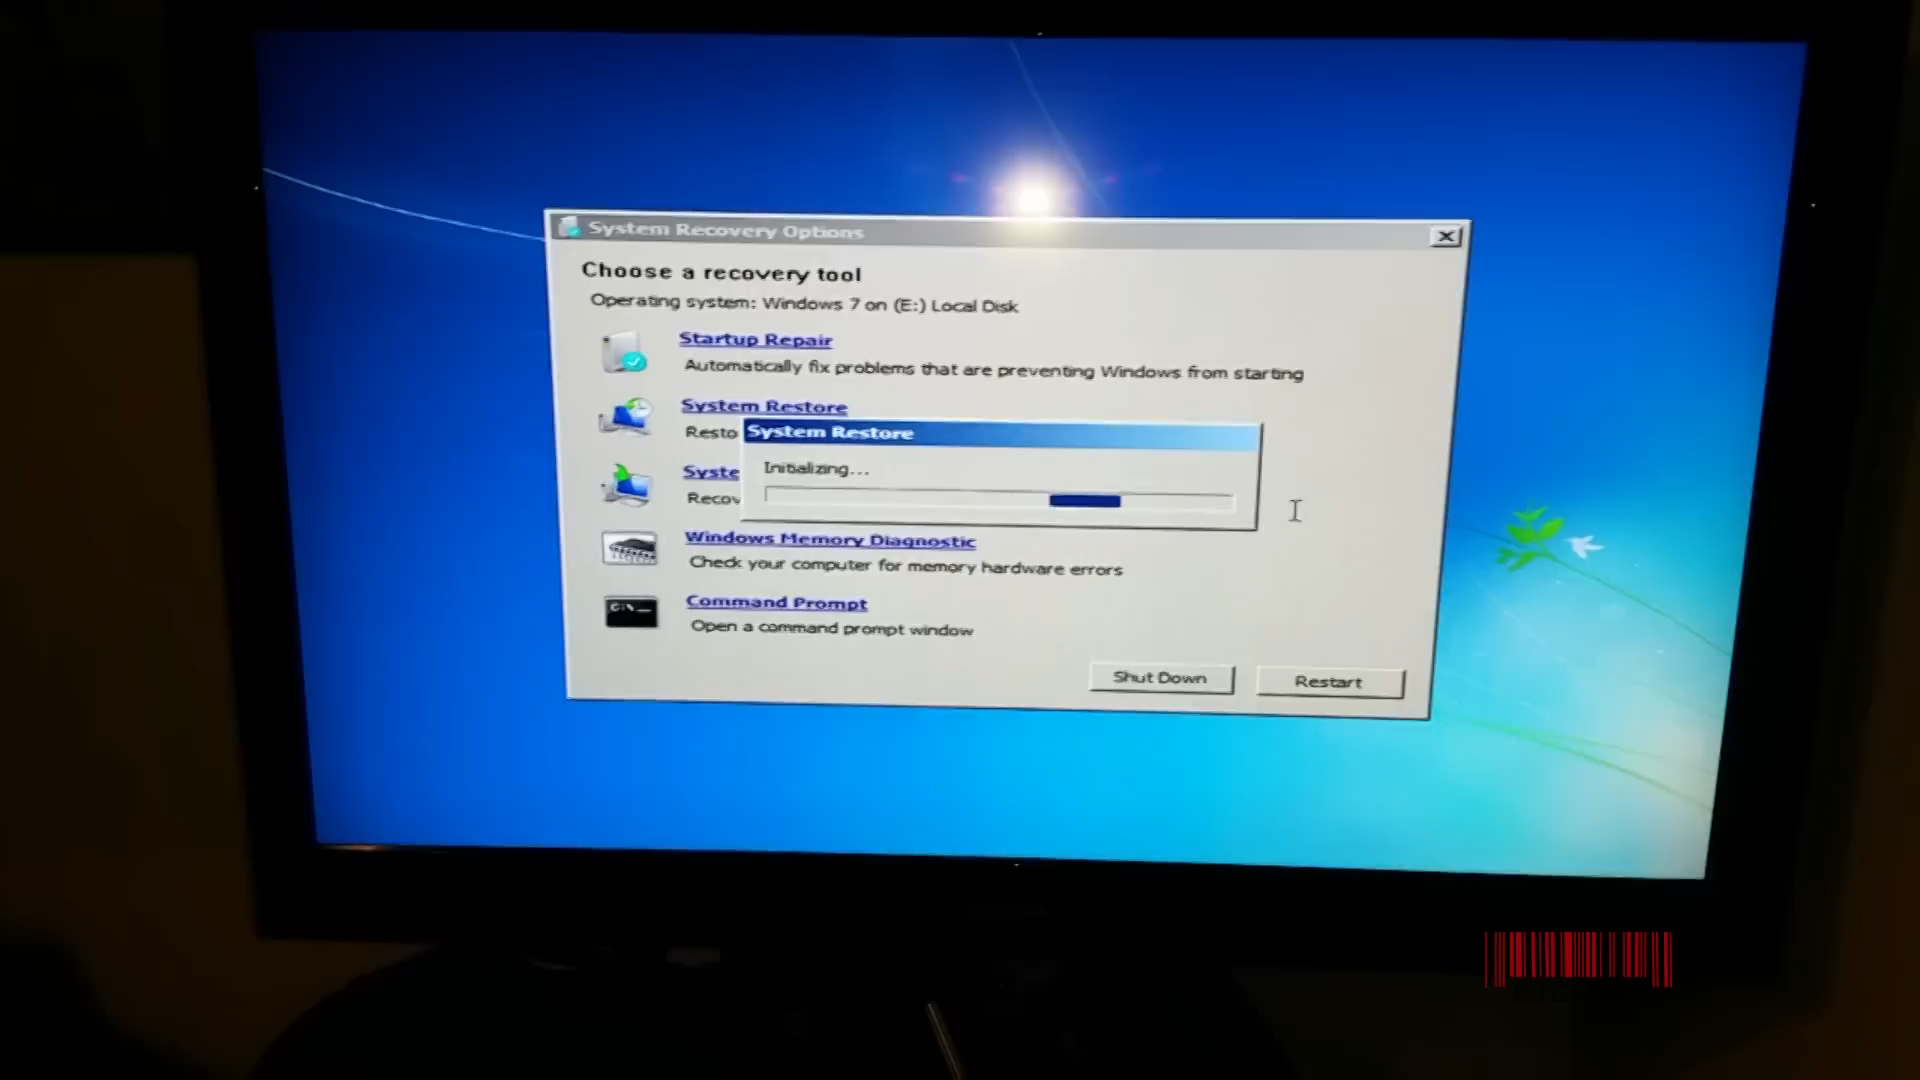 System Recovery Options
Choose a recovery tool
Operating system: Windows 7 on (E:) Local Disk
Startup Repair
Automatically fix problems that are preventing Windows from starting
System Restore
Resto
System Restore
Initializing...
Syste
Recov
Windows Memory Diagnostic
Check your computer for memory hardware errors
C:\_
Command Prompt
Open a command prompt window
Shut Down
Restart